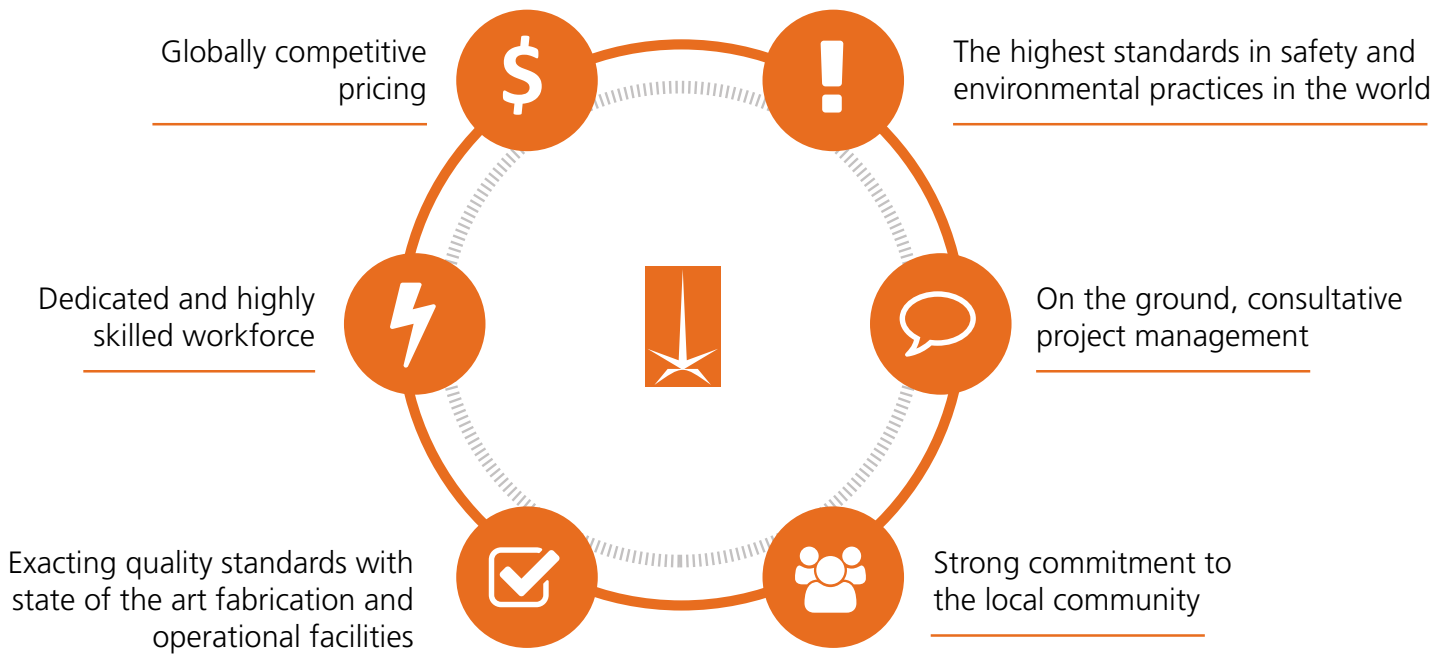 Globally competitive
pricing
The highest standards in safety and
environmental practices in the world
Dedicated and highly
skilled workforce
On the ground, consultative
project management
Exacting quality standards with
state of the art fabrication and
operational facilities
Strong commitment to
the local community